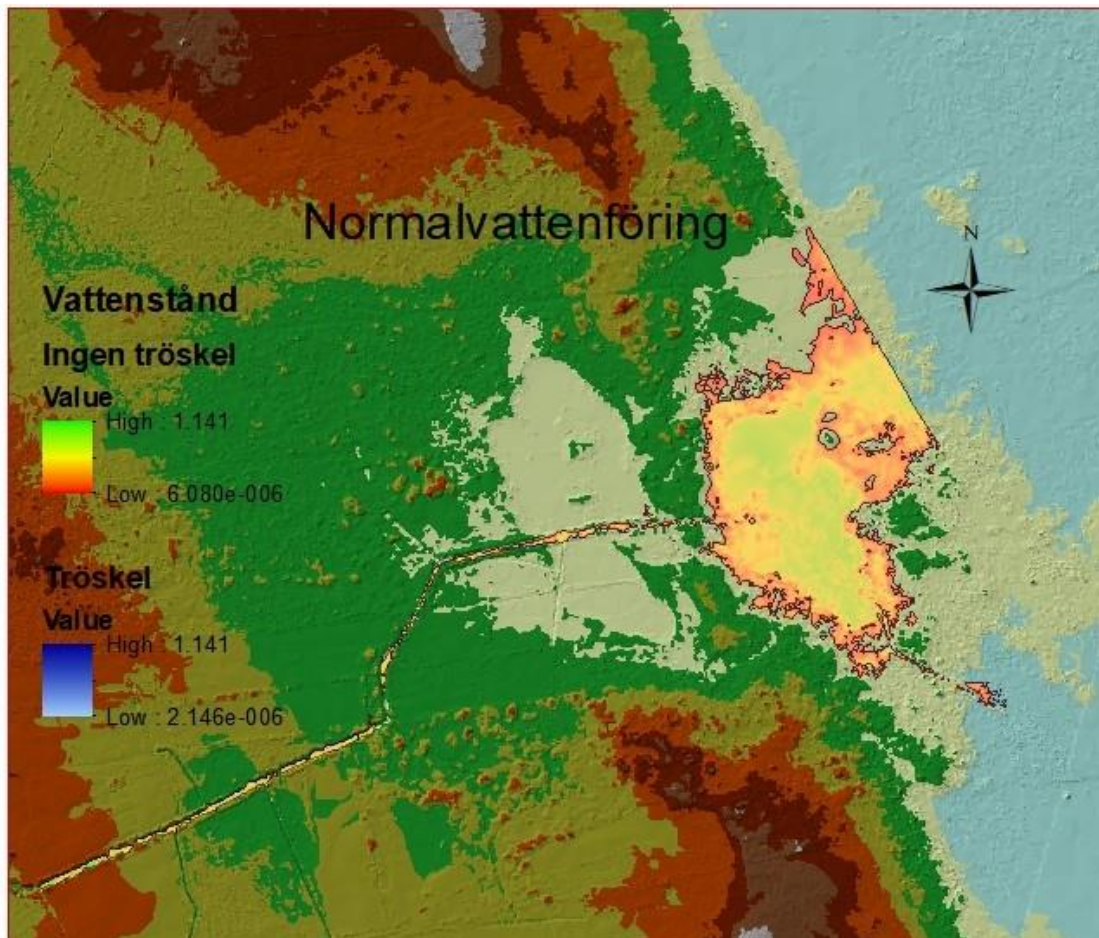 Normalvattenföring
N
Vattenstånd
Ingen tröskel
Value
High : 1.141
Low : 6.080e-006
Tröskel
Value
High : 1.141
Low : 2.146e-006